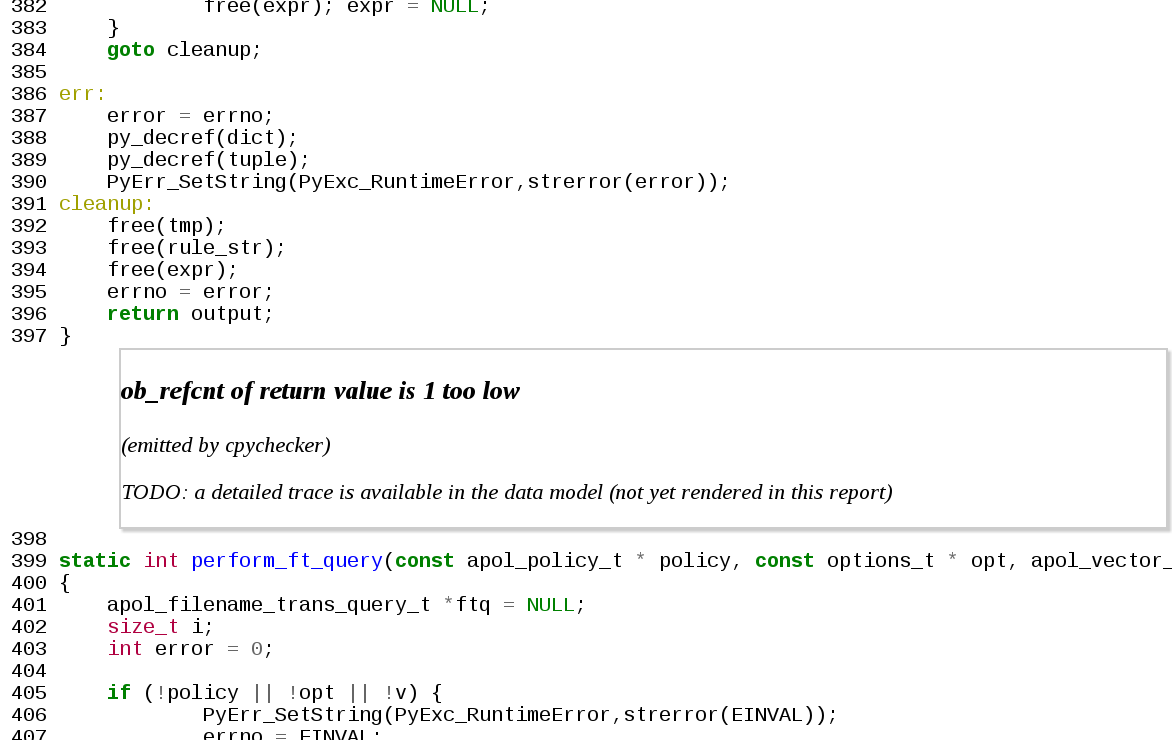 382             free(expr); expr = NULL;
383     }
384     goto cleanup;
385
386 err:
387     error = errno;
388     py_decref(dict);
389     py_decref(tuple);
390     PyErr_SetString(PyExc_RuntimeError,strerror(error));
391 cleanup:
392     free(tmp);
393     free(rule_str);
394     free(expr);
395     errno = error;
396     return output;
397 }
ob_refcnt of return value is 1 too low
(emitted by cpychecker)
TODO: a detailed trace is available in the data model (not yet rendered in this report)
398
399 static int perform_ft_query(const apol_policy_t * policy, const options_t * opt, apol_vector_
400 {
401     apol_filename_trans_query_t *ftq = NULL;
402     size_t i;
403     int error = 0;
404
405     if (!policy || !opt || !v) {
406             PyErr_SetString(PyExc_RuntimeError,strerror(EINVAL));
407             errno = EINVAL;